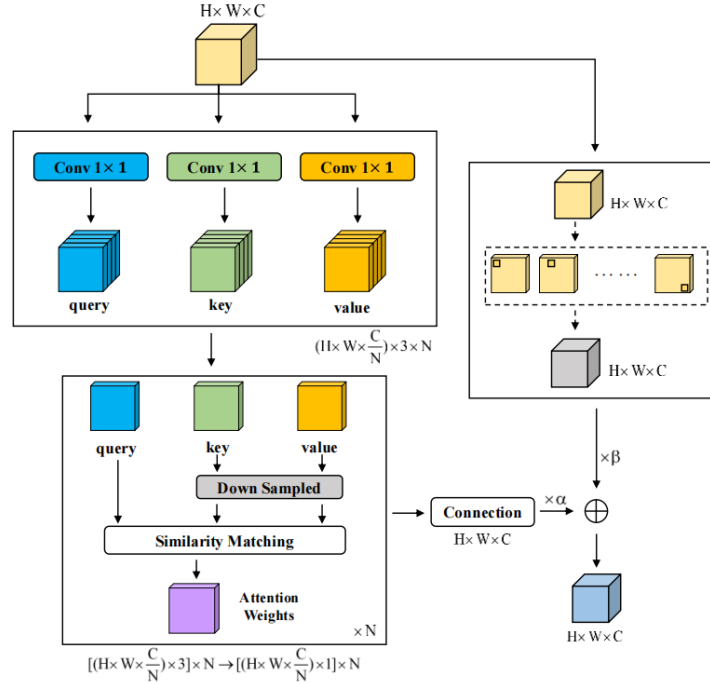 H× W× C
Conv 1× 1
Conv 1× 1
Conv 1× 1
query
key
value
(H× W×C/N)×3×N
H× W× C
... ...
H× W× C
query
key
value
Down Sampled
Similarity Matching
Attention
Weights
×N
[(H× W×C/N)×3]×N→[(H× W×C/N)×1]×N
Connection
H× W× C
×α
×β
H× W× C